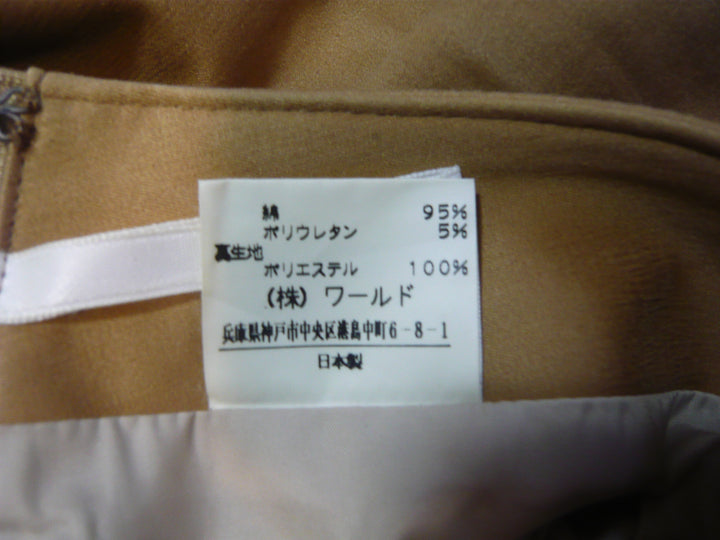 綿 95%
ポリウレタン 5%
裏生地
ポリエステル 100%
(株) ワールド
兵庫県神戸市中央区港島中町6-8-1
日本製